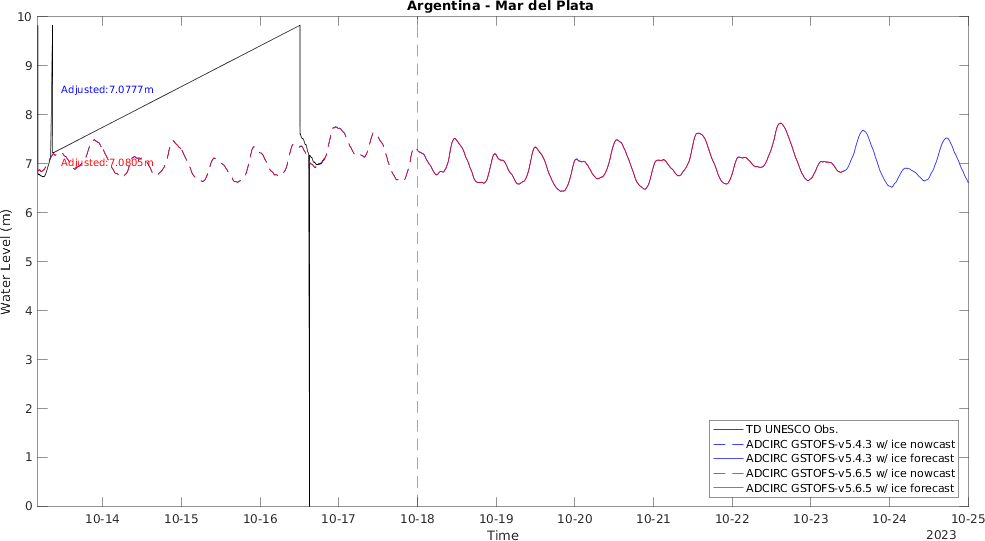 Argentina - Mar del Plata
10
9
8
7
6
5
4
3
2
1
0
Water Level (m)
Adjusted:7.0777m
Adjusted:7.0805m
TD UNESCO Obs.
ADCIRC GSTOFS-v5.4.3 w/ ice nowcast
ADCIRC GSTOFS-v5.4.3 w/ ice forecast
ADCIRC GSTOFS-v5.6.5 w/ ice nowcast
ADCIRC GSTOFS-v5.6.5 w/ ice forecast
10-14 10-15 10-16 10-17 10-18 10-19 10-20 10-21 10-22 10-23 10-24 10-25
Time
2023